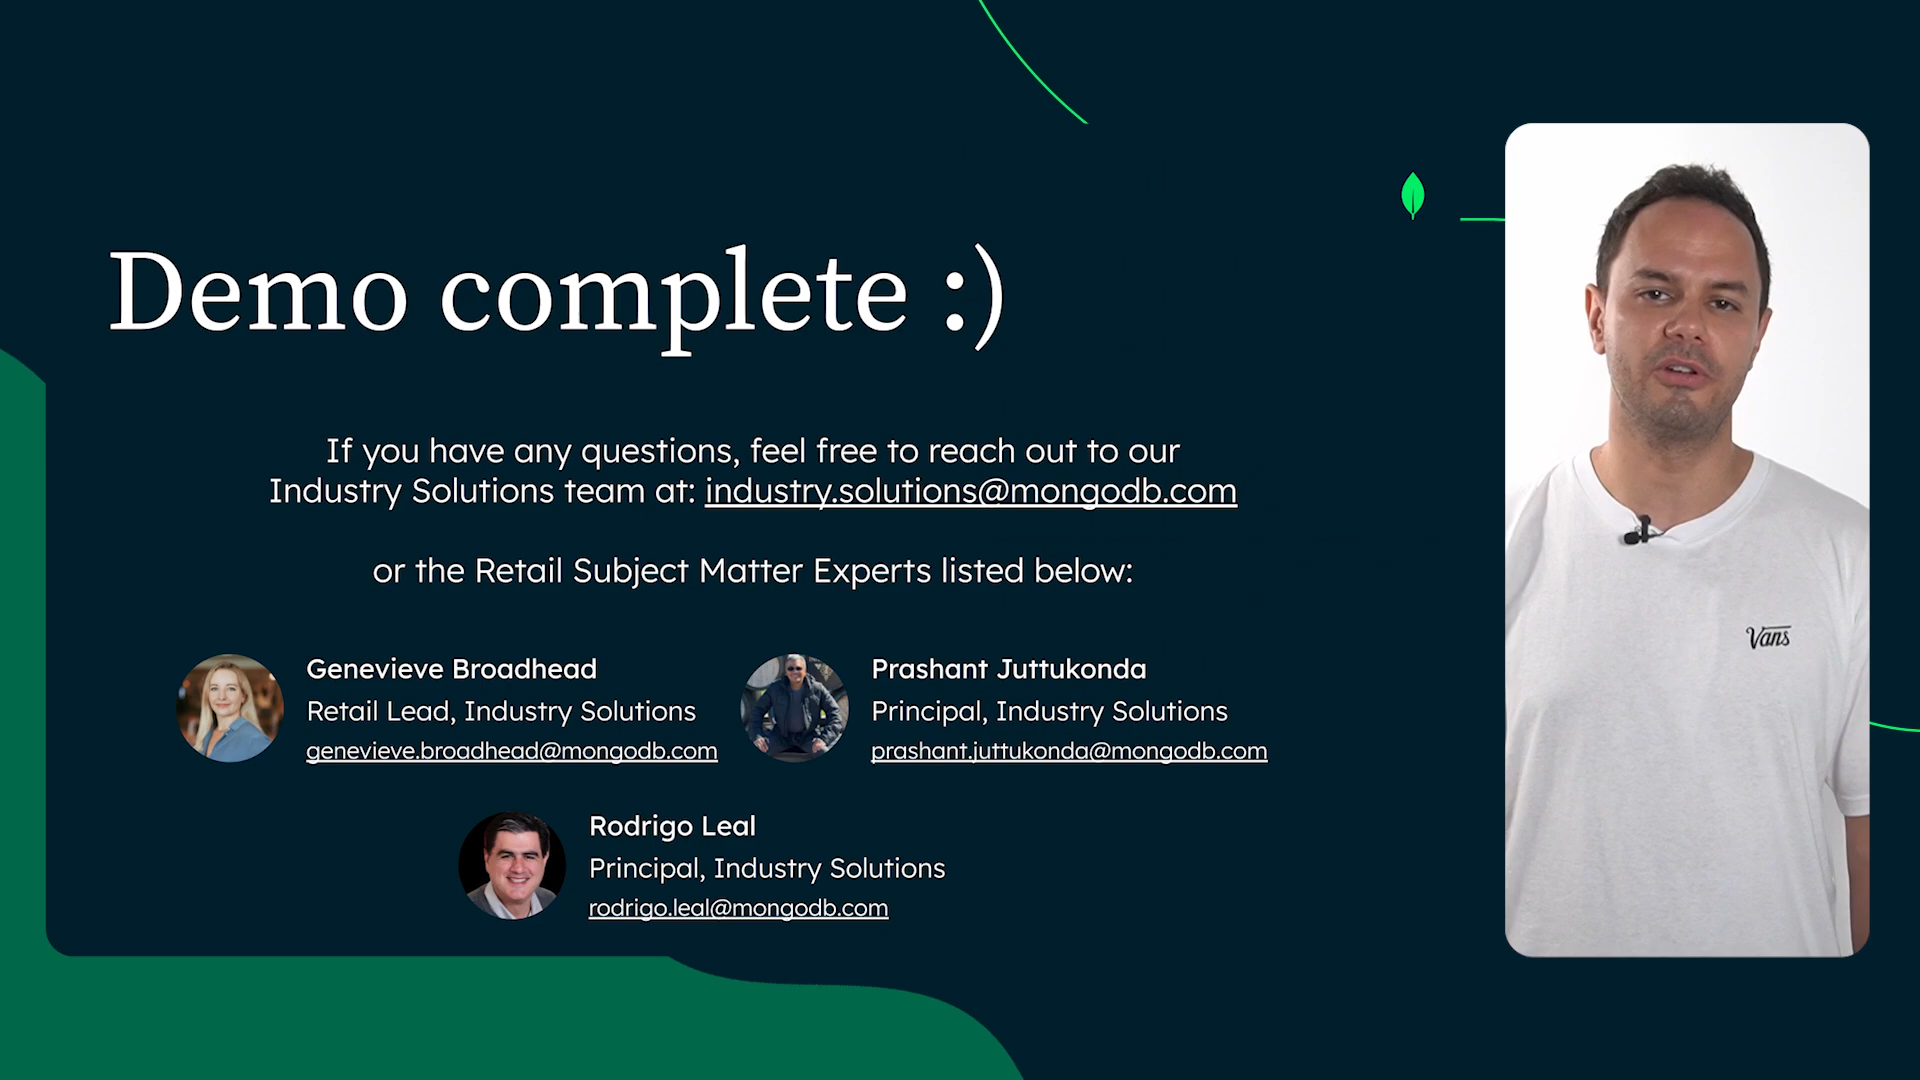 Demo complete :)
If you have any questions, feel free to reach out to our
Industry Solutions team at: industry.solutions@mongodb.com
or the Retail Subject Matter Experts listed below:
Genevieve Broadhead
Retail Lead, Industry Solutions
genevieve.broadhead@mongodb.com
Prashant Juttukonda
Principal, Industry Solutions
prashant.juttukonda@mongodb.com
Rodrigo Leal
Principal, Industry Solutions
rodrigo.leal@mongodb.com
Vans